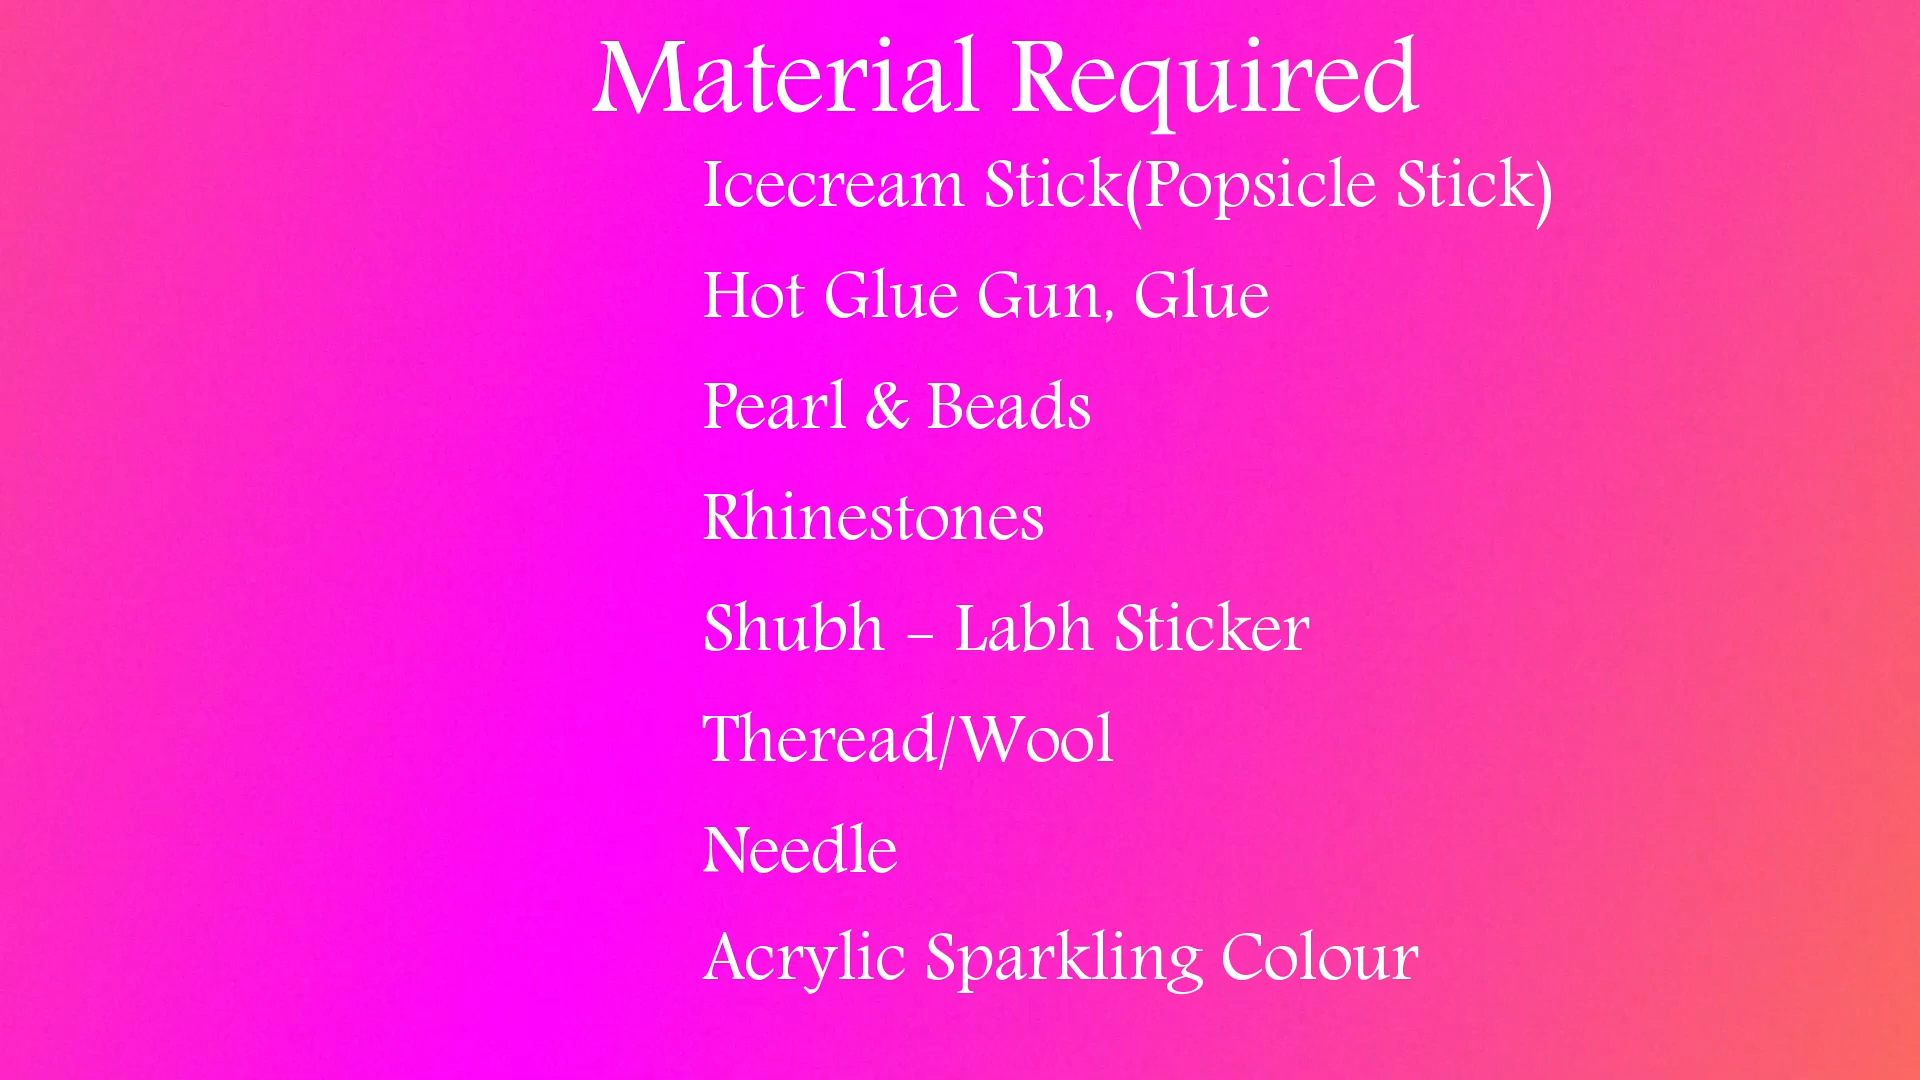 Material Required
Icecream Stick(Popsicle Stick)
Hot Glue Gun, Glue
Pearl & Beads
Rhinestones
Shubh - Labh Sticker
Theread/Wool
Needle
Acrylic Sparkling Colour